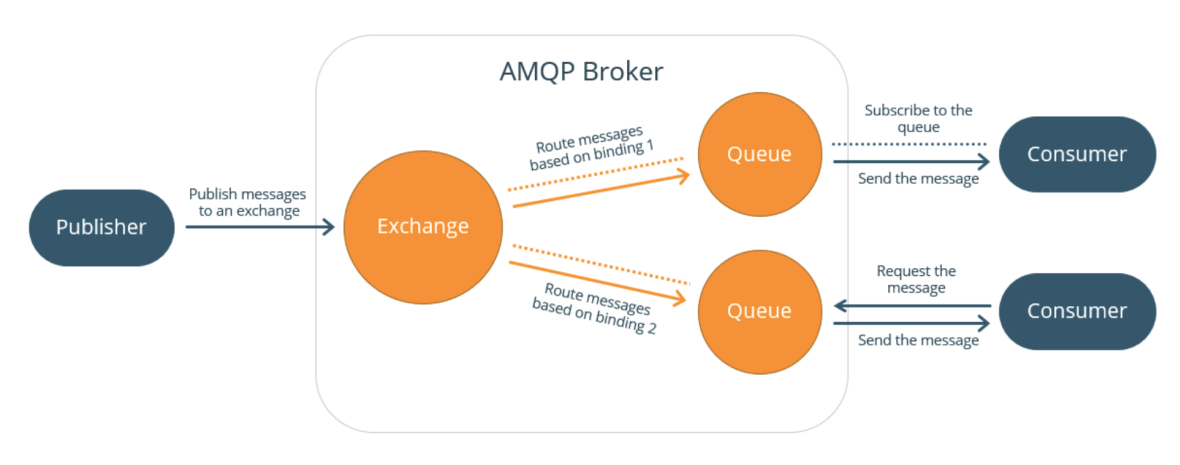 AMQP Broker
Publisher
Publish messages
to an exchange
Exchange
Route messages
based on binding 1
Queue
Subscribe to the
queue
Send the message
Consumer
Route messages
based on binding 2
Queue
Request the
message
Send the message
Consumer